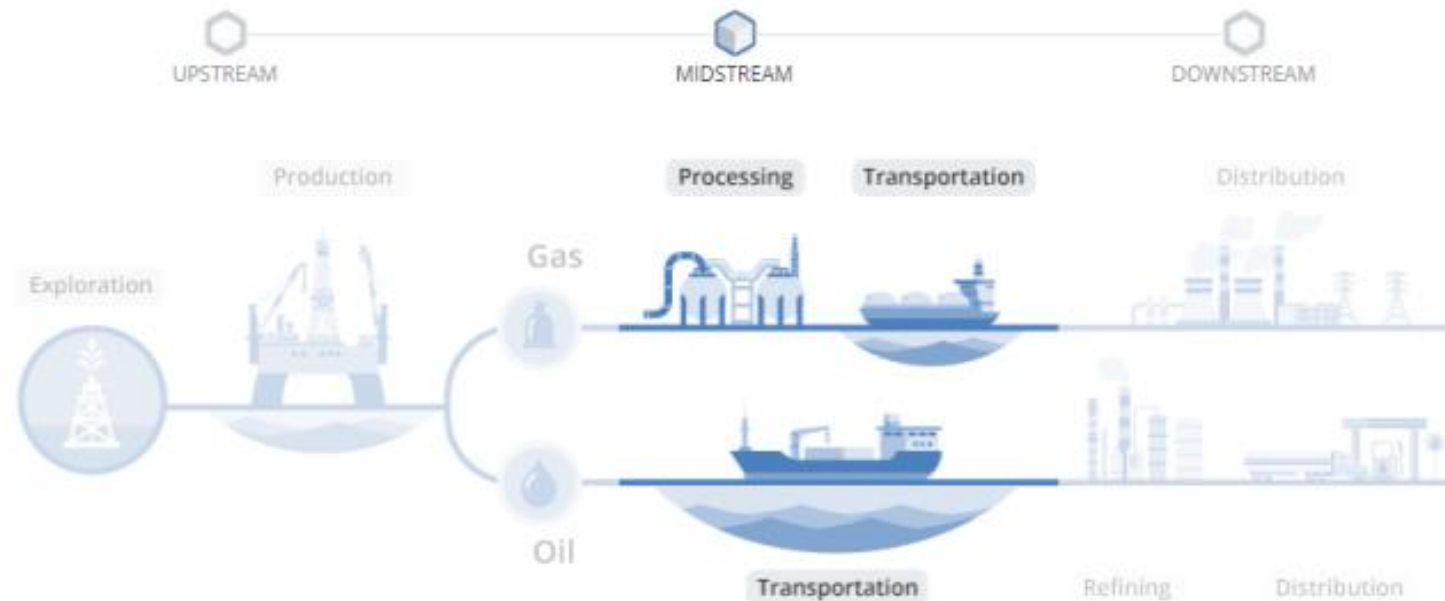 UPSTREAM
MIDSTREAM
DOWNSTREAM
Production
Processing
Transportation
Distribution
Exploration
Gas
Oil
Transportation
Refining
Distribution